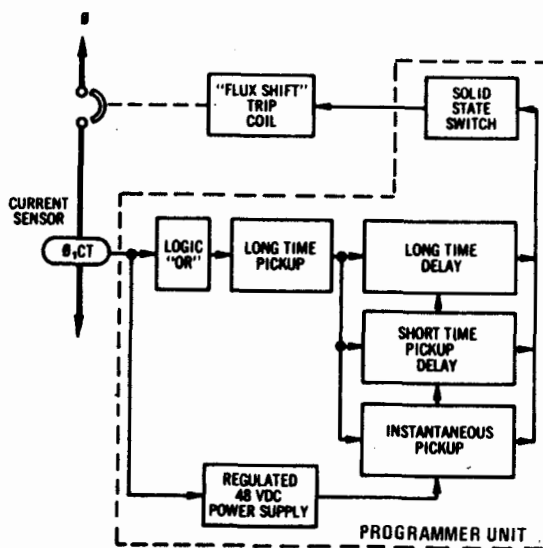 ø
"FLUX SHIFT"
TRIP
COIL
SOLID
STATE
SWITCH
CURRENT
SENSOR
Ø,CT
LOGIC
"OR"
LONG TIME
PICKUP
LONG TIME
DELAY
SHORT TIME
PICKUP
DELAY
INSTANTANEOUS
PICKUP
REGULATED
48 VDC
POWER SUPPLY
PROGRAMMER UNIT